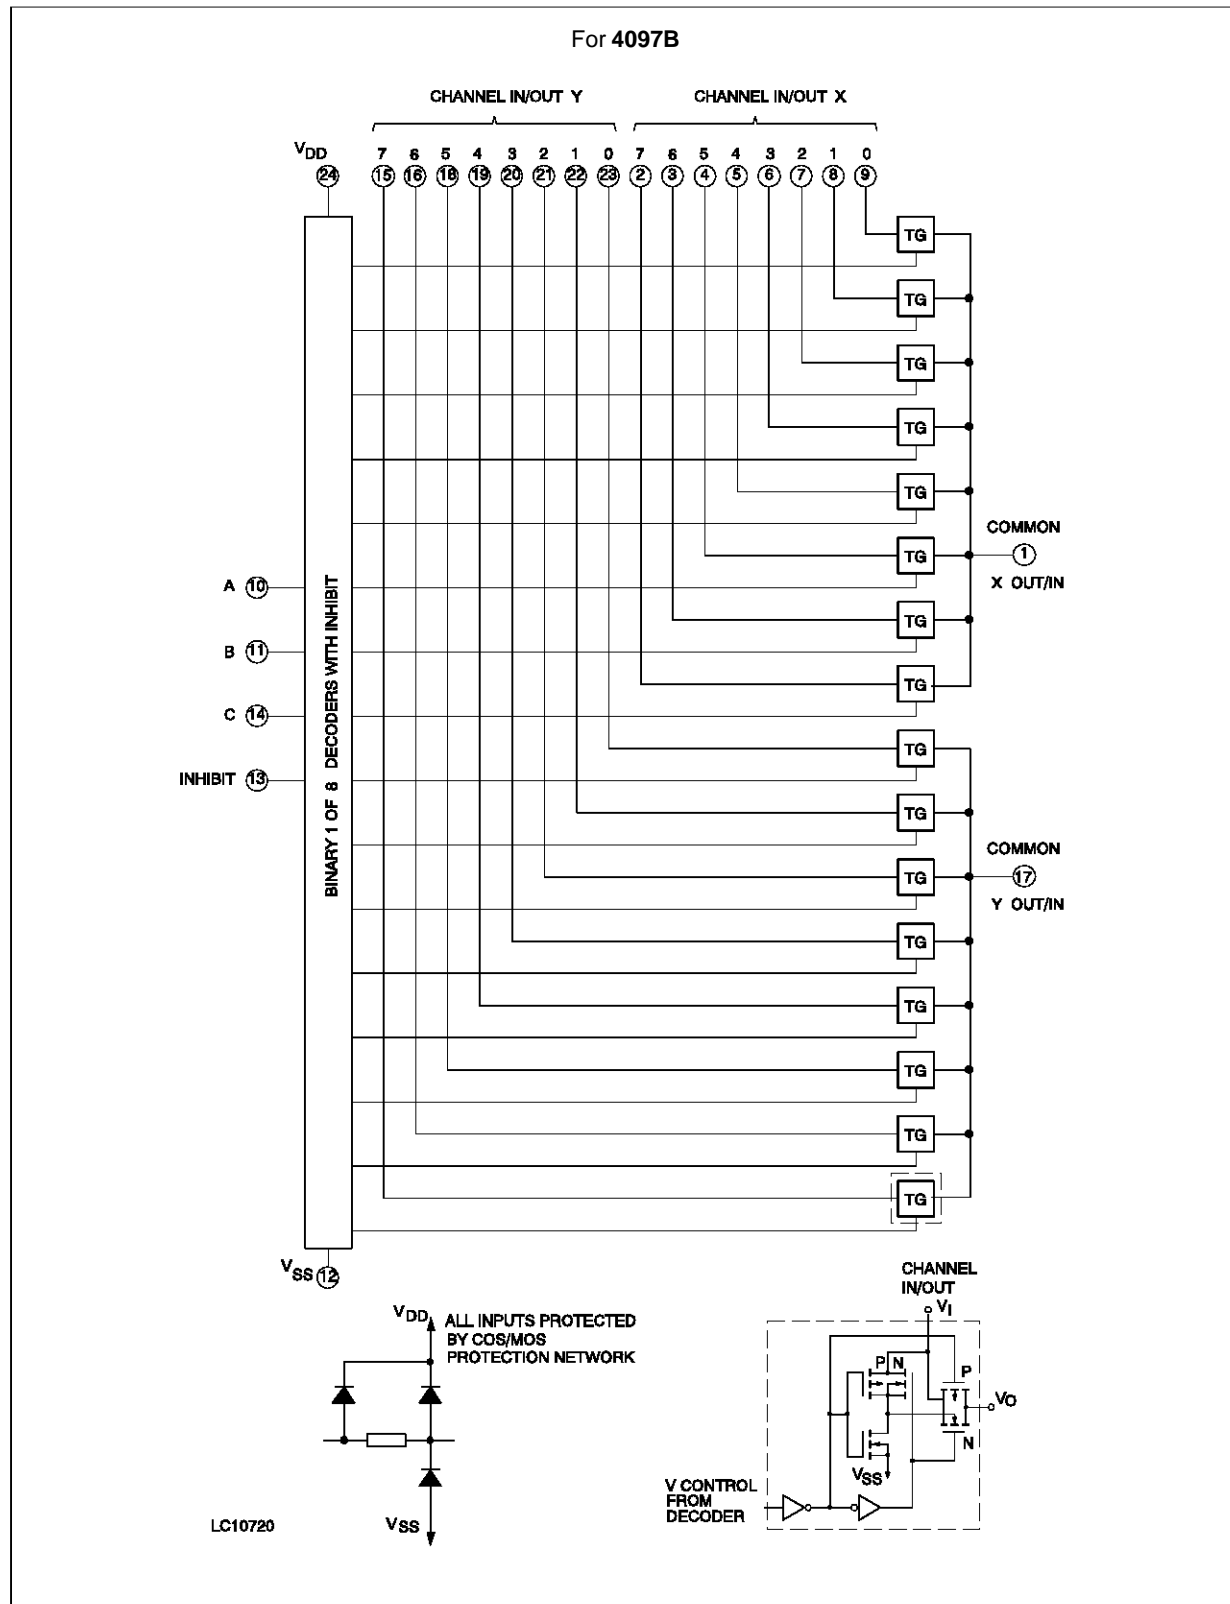 For 4097B
CHANNEL IN/OUT Y
CHANNEL IN/OUT X
VDD 7 6 5 4 3 2 1 0 7 6 5 4 3 2 1 0
24 15 16 18 19 20 21 22 23 2 3 4 5 6 7 8 9
TG
TG
TG
TG
TG
COMMON
TG
1
X OUT/IN
A 10
TG
B 11
TG
C 14
TG
INHIBIT 13
BINARY 1 OF 8 DECODERS WITH INHIBIT
TG
COMMON
TG
17
Y OUT/IN
TG
TG
TG
TG
TG
VSS 12
CHANNEL
IN/OUT
VI
VDD
ALL INPUTS PROTECTED
BY COS/MOS
PROTECTION NETWORK
P N
P
VO
N
VSS
V CONTROL
FROM
DECODER
VSS
LC10720